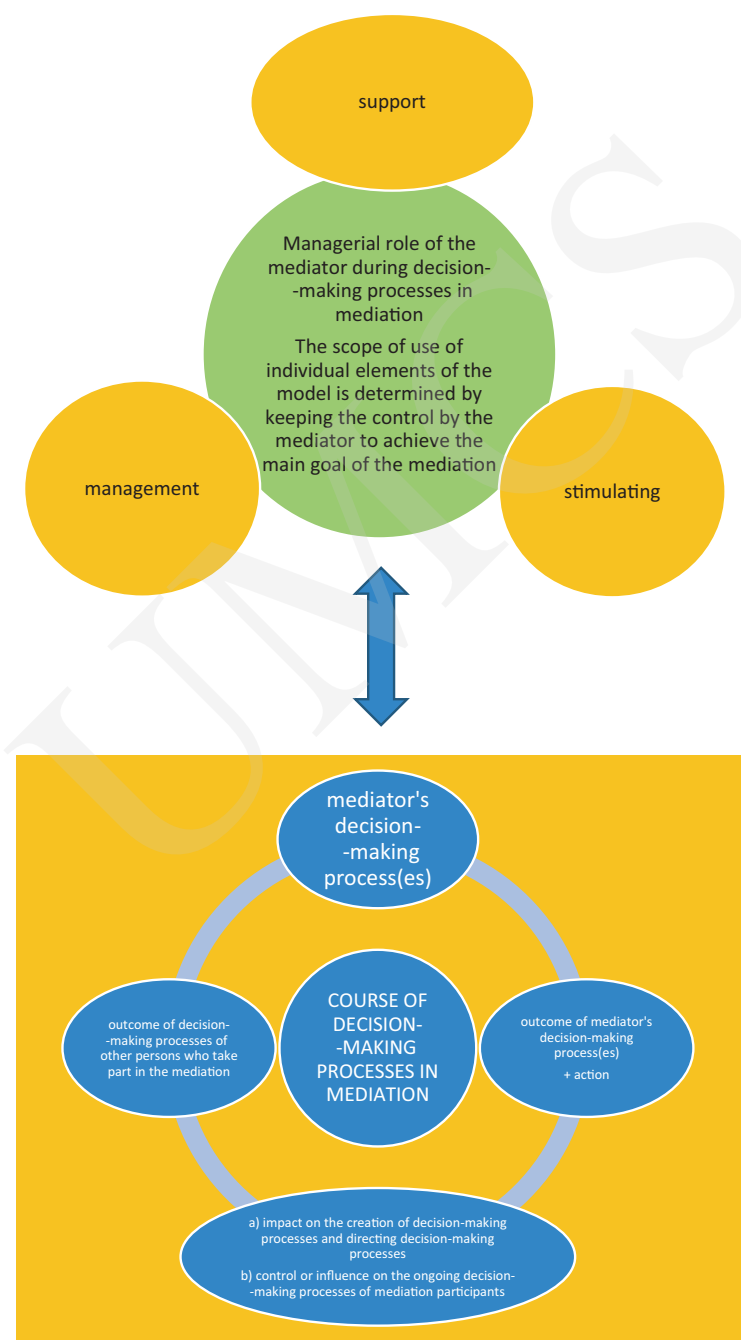 support
Managerial role of the
mediator during decision-
-making processes in
mediation
The scope of use of
individual elements of the
model is determined by
keeping the control by the
mediator to achieve the
main goal of the mediation
management
stimulating
UMCS
mediator's
decision-
-making
process(es)
outcome of decision-
-making processes of
other persons who take
part in the mediation
COURSE OF
DECISION-
-MAKING
PROCESSES IN
MEDIATION
outcome of mediator's
decision-making
process(es)
+ action
a) impact on the creation of decision-making
processes and directing decision-making
processes
b) control or influence on the ongoing decision-
-making processes of mediation participants